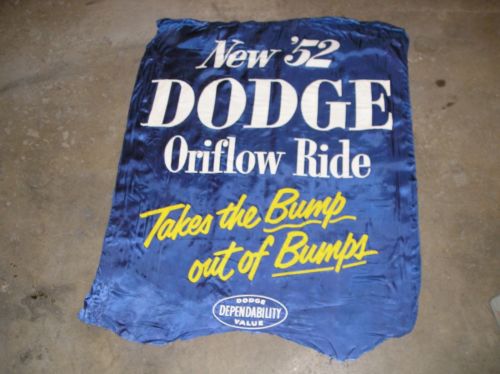 New '52
DODGE
Oriflow Ride
Takes the Bump
out of Bumps
DODGE
DEPENDABILITY
VALUE